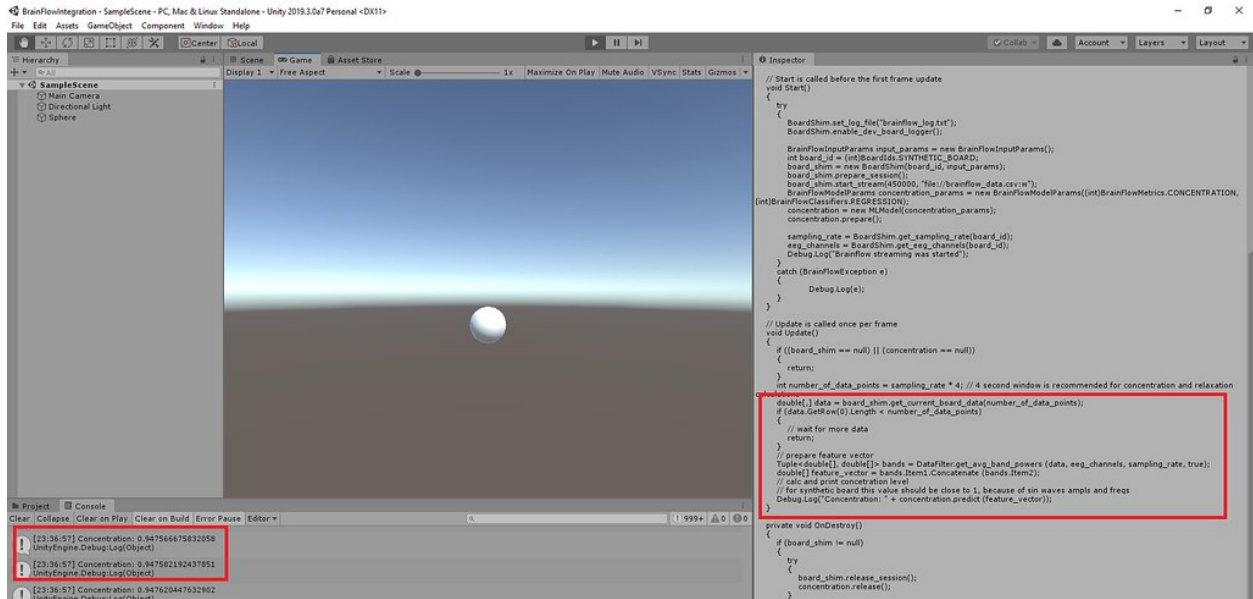 BrainFlowIntegration - SampleScene - PC, Mac & Linux Standalone - Unity 2019.3.0a7 Personal <DX11>
File Edit Assets GameObject Component Window Help
Center Local Collab Account Layers Layout
Hierarchy
All
SampleScene
Main Camera
Directional Light
Sphere
Scene Game Asset Store
Display 1 Free Aspect Scale 1x Maximize On Play Mute Audio VSync Stats Gizmos
Inspector
// Start is called before the first frame update
void Start()
{
try
{
BoardShim.set_log_file("brainflow_log.txt");
BoardShim.enable_dev_board_logger();
BrainFlowInputParams input_params = new BrainFlowInputParams();
int board_id = (int)BoardIds.SYNTHETIC_BOARD;
board_shim = new BoardShim(board_id, input_params);
board_shim.prepare_session();
board_shim.start_stream(450000, "file://brainflow_data.csv:w");
BrainFlowModelParams concentration_params = new BrainFlowModelParams((int)BrainFlowMetrics.CONCENTRATION,
(int)BrainFlowClassifiers.REGRESSION);
concentration = new MLModel(concentration_params);
concentration.prepare();
sampling_rate = BoardShim.get_sampling_rate(board_id);
eeg_channels = BoardShim.get_eeg_channels(board_id);
Debug.Log("Brainflow streaming was started");
}
catch (BrainFlowException e)
{
Debug.Log(e);
}
}
// Update is called once per frame
void Update()
{
if ((board_shim == null) || (concentration == null))
{
return;
}
int number_of_data_points = sampling_rate * 4; // 4 second window is recommended for concentration and relaxation
double[,] data = board_shim.get_current_board_data(number_of_data_points);
if (data.GetRow(0).Length < number_of_data_points)
{
// wait for more data
return;
}
// prepare feature vector
Tuple<double[], double[]> bands = DataFilter.get_avg_band_powers (data, eeg_channels, sampling_rate, true);
double[] feature_vector = bands.Item1.Concatenate (bands.Item2);
// calc and print concetration level
// for synthetic board this value should be close to 1, because of sin waves ampls and freqs
Debug.Log("Concentration: " + concentration.predict (feature_vector));
}
private void OnDestroy()
{
if (board_shim != null)
{
try
{
board_shim.release_session();
concentration.release();
}
Project Console
Clear Collapse Clear on Play Clear on Build Error Pause Editor 999+ 0 0
[23:36:57] Concentration: 0.947566675832058
UnityEngine.Debug:Log(Object)
[23:36:57] Concentration: 0.947582192437851
UnityEngine.Debug:Log(Object)
[23:36:57] Concentration: 0.947620447632902
UnityEngine.Debug:Log(Object)